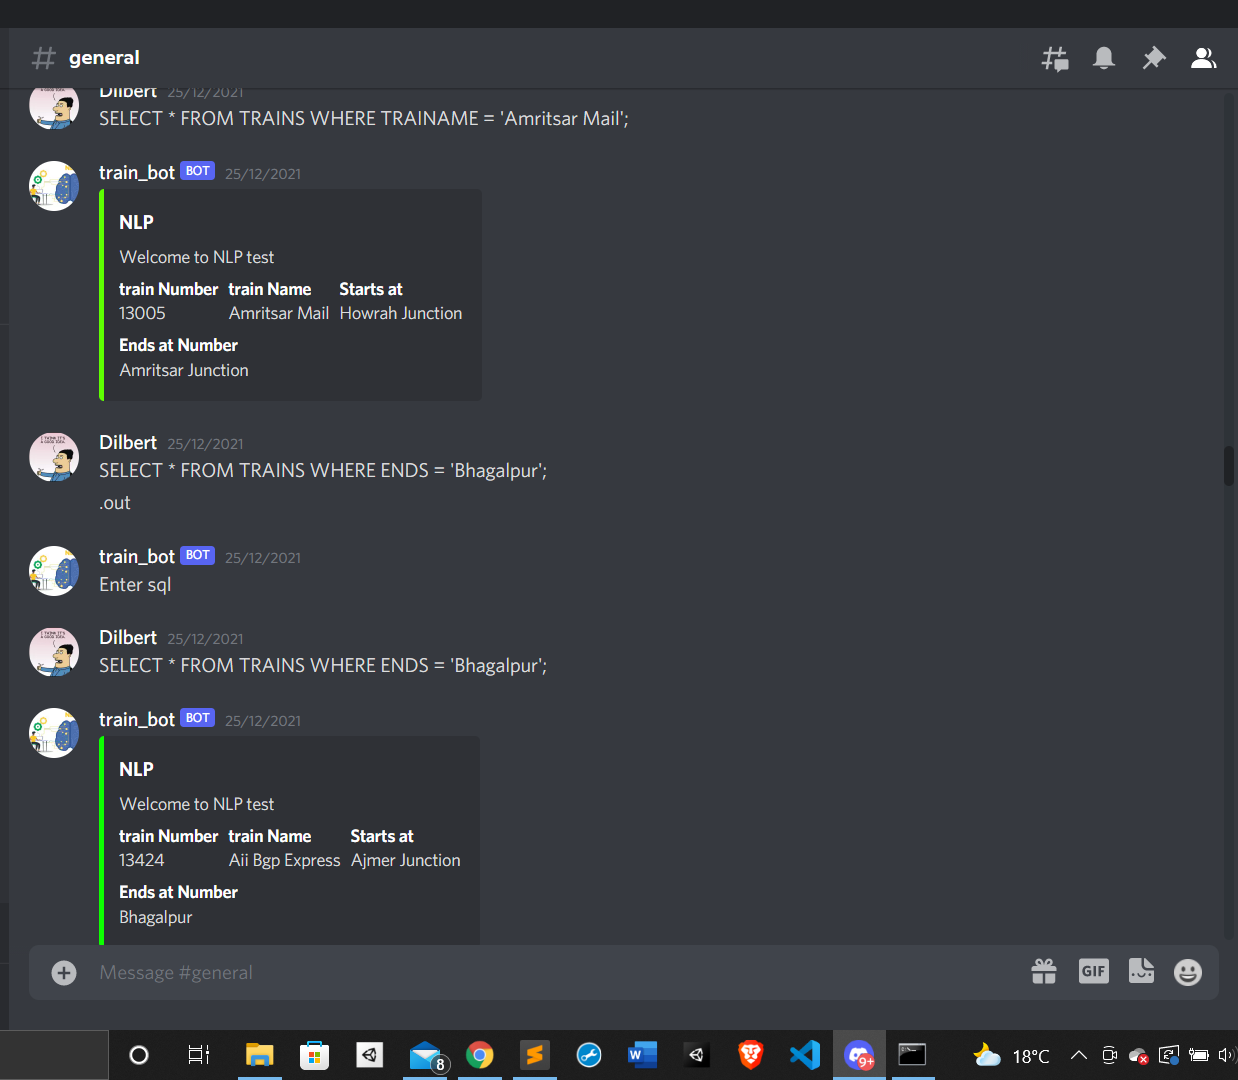 general
Dilbert 25/12/2021
SELECT * FROM TRAINS WHERE TRAINAME = 'Amritsar Mail';
train_bot BOT 25/12/2021
NLP
Welcome to NLP test
train Number train Name Starts at
13005 Amritsar Mail Howrah Junction
Ends at Number
Amritsar Junction
Dilbert 25/12/2021
SELECT * FROM TRAINS WHERE ENDS = 'Bhagalpur';
.out
train_bot BOT 25/12/2021
Enter sql
Dilbert 25/12/2021
SELECT * FROM TRAINS WHERE ENDS = 'Bhagalpur';
train_bot BOT 25/12/2021
NLP
Welcome to NLP test
train Number train Name Starts at
13424 Aii Bgp Express Ajmer Junction
Ends at Number
Bhagalpur
Message #general
GIF
8
9+
18°C